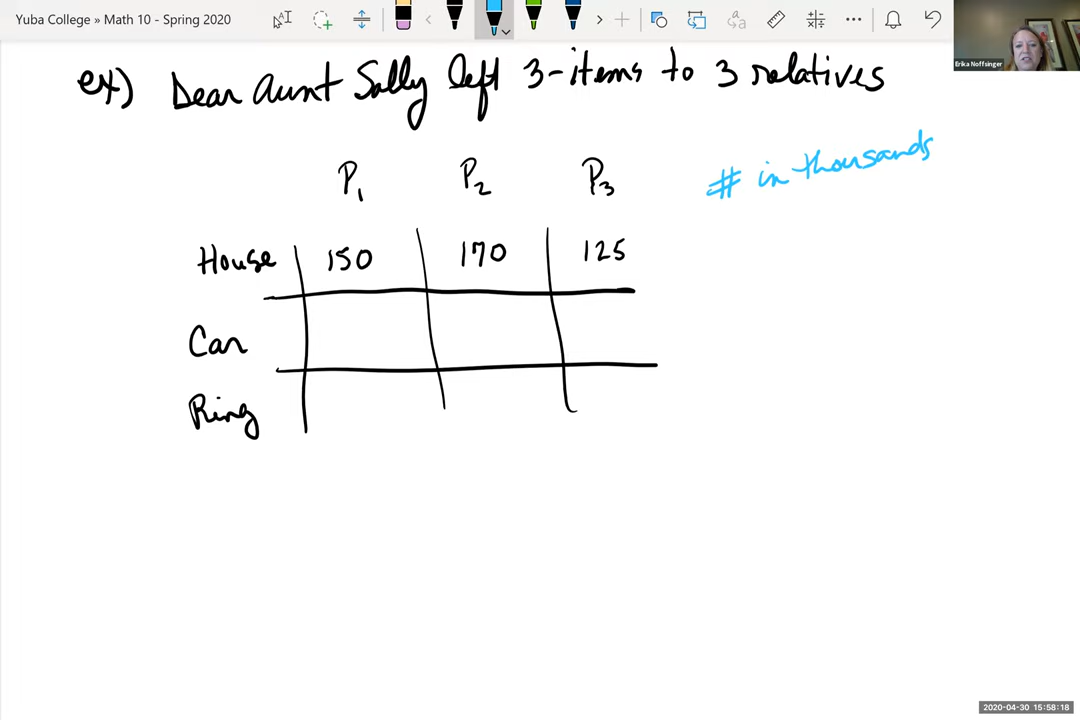 Yuba College » Math 10 - Spring 2020
Erika Noffsinger
ex) Dear Aunt Sally left 3-items to 3 relatives
P1 P2 P3 # in thousands
House 150 170 125
Car
Ring
2020-04-30 15:58:18